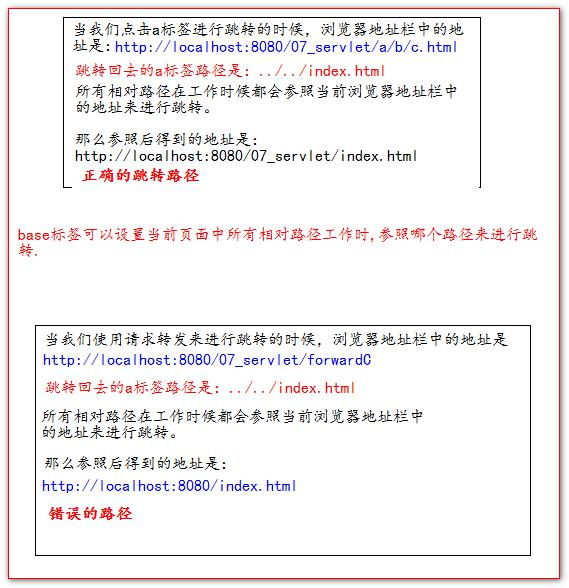 当我们点击a标签进行跳转的时候，浏览器地址栏中的地
址是:http://localhost:8080/07_servlet/a/b/c.html
跳转回去的a标签路径是：../../index.html
所有相对路径在工作时候都会参照当前浏览器地址栏中
的地址来进行跳转。
那么参照后得到的地址是：
http://localhost:8080/07_servlet/index.html
正确的跳转路径
base标签可以设置当前页面中所有相对路径工作时,参照哪个路径来进行跳
转.
当我们使用请求转发来进行跳转的时候，浏览器地址栏中的地址是
http://localhost:8080/07_servlet/forwardC
跳转回去的a标签路径是：../../index.html
所有相对路径在工作时候都会参照当前浏览器地址栏中
的地址来进行跳转。
那么参照后得到的地址是：
http://localhost:8080/index.html
错误的路径